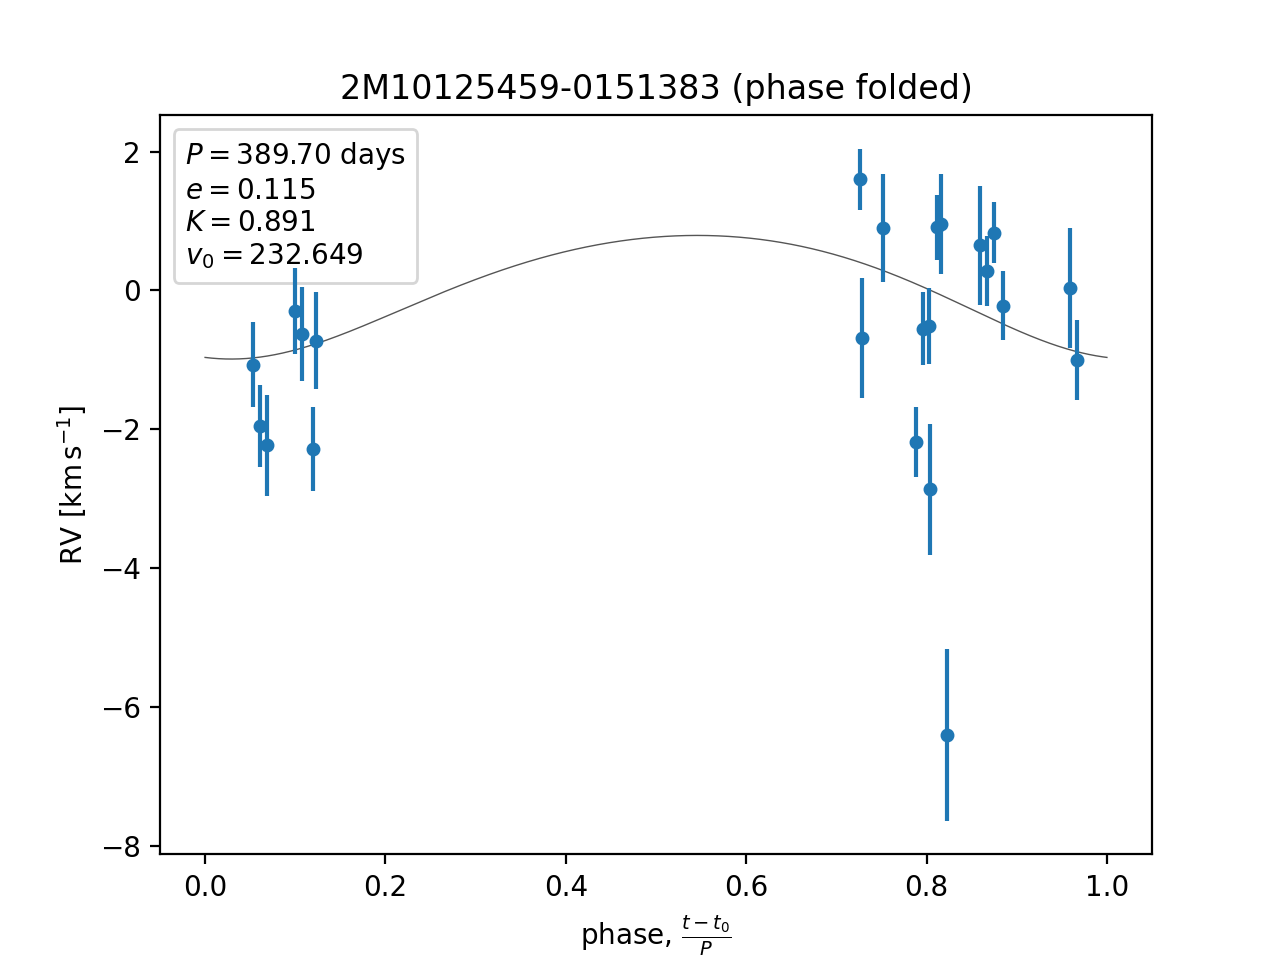 2M10125459-0151383 (phase folded)
P = 389.70 days
e = 0.115
K = 0.891
v₀ = 232.649
2
0
−2
−4
−6
−8
RV [km s⁻¹]
0.0 0.2 0.4 0.6 0.8 1.0
phase, (t − t₀)/P